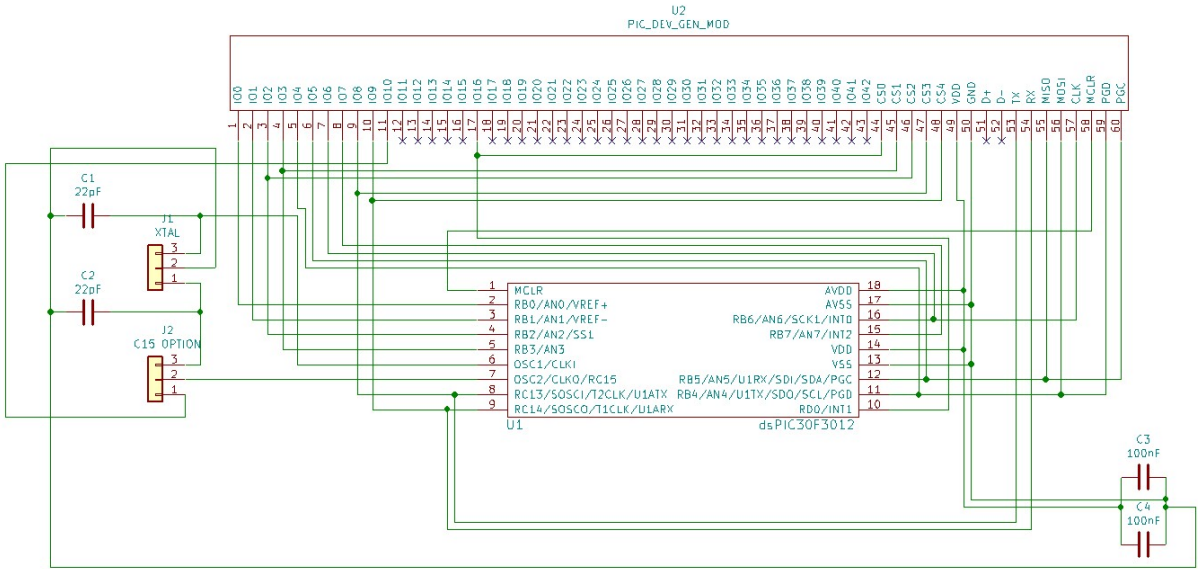 U2
PIC_DEV_GEN_MOD
IO0 IO1 IO2 IO3 IO4 IO5 IO6 IO7 IO8 IO9 IO10 IO11 IO12 IO13 IO14 IO15 IO16 IO17 IO18 IO19 IO20 IO21 IO22 IO23 IO24 IO25 IO26 IO27 IO28 IO29 IO30 IO31 IO32 IO33 IO34 IO35 IO36 IO37 IO38 IO39 IO40 IO41 IO42 CS0 CS1 CS2 CS3 CS4 VDD GND D+ D- TX RX MISO MOSI CLK MCLR PGD PGC
1 2 3 4 5 6 7 8 9 10 11 12 13 14 15 16 17 18 19 20 21 22 23 24 25 26 27 28 29 30 31 32 33 34 35 36 37 38 39 40 41 42 43 44 45 46 47 48 49 50 51 52 53 54 55 56 57 58 59 60
C1
22pF
J1
XTAL
3
2
1
C2
22pF
J2
C15 OPTION
3
2
1
1 MCLR AVDD 18
2 RB0/AN0/VREF+ AVSS 17
3 RB1/AN1/VREF- RB6/AN6/SCK1/INT0 16
4 RB2/AN2/SS1 RB7/AN7/INT2 15
5 RB3/AN3 VDD 14
6 OSC1/CLKI VSS 13
7 OSC2/CLKO/RC15 RB5/AN5/U1RX/SDI/SDA/PGC 12
8 RC13/SOSCI/T2CLK/U1ATX RB4/AN4/U1TX/SDO/SCL/PGD 11
9 RC14/SOSCO/T1CLK/U1ARX RD0/INT1 10
U1 dsPIC30F3012
C3
100nF
C4
100nF